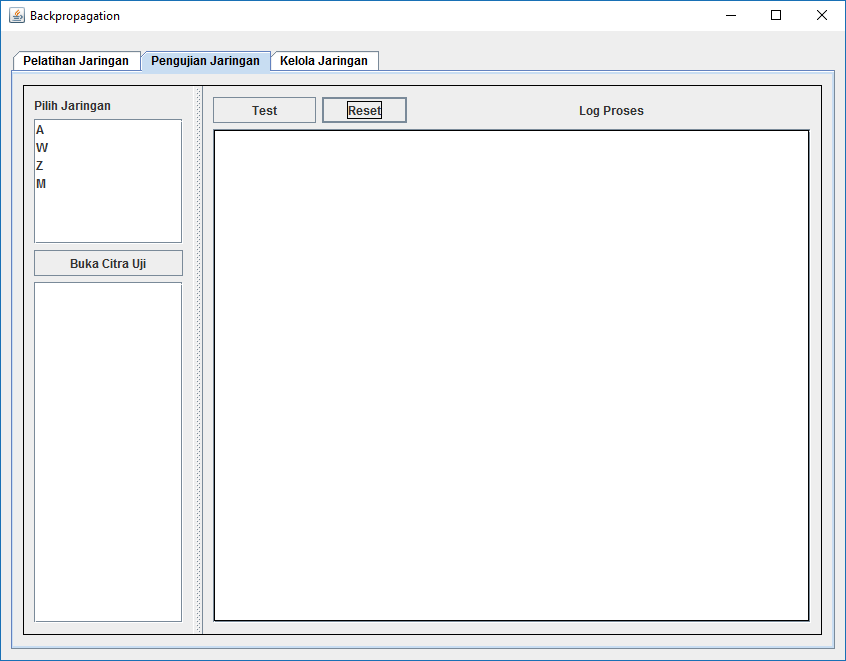 Backpropagation
Pelatihan Jaringan Pengujian Jaringan Kelola Jaringan
Pilih Jaringan
A
W
Z
M
Buka Citra Uji
Test Reset Log Proses